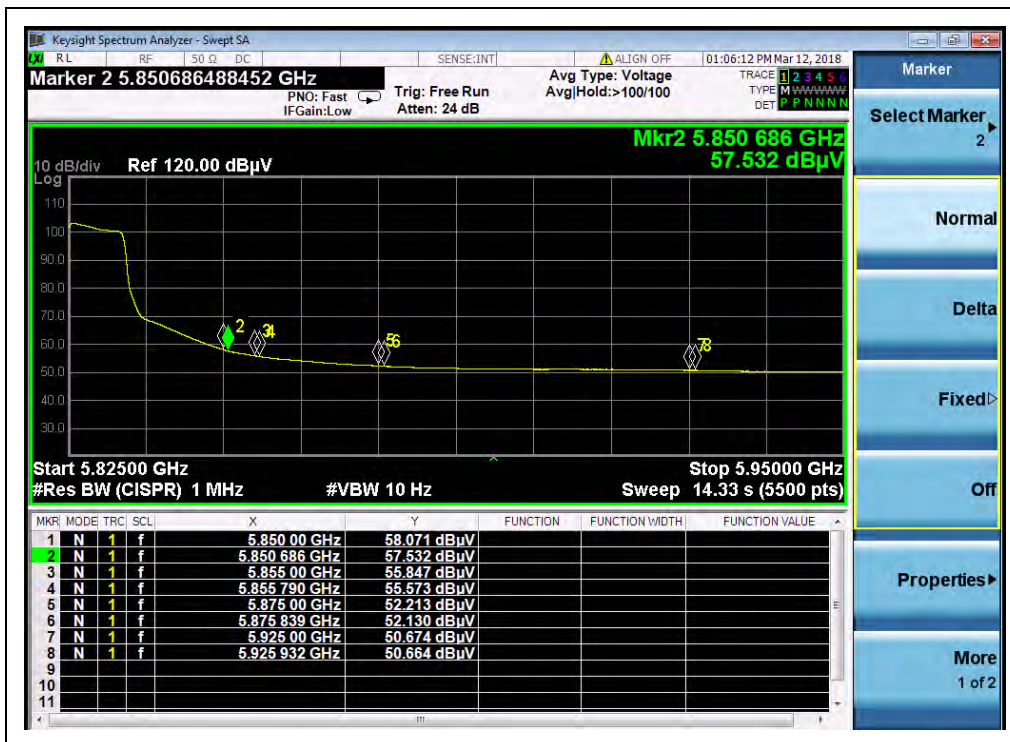 Keysight Spectrum Analyzer - Swept SA
LXI RL RF 50 Ω DC SENSE:INT ALIGN OFF 01:06:12 PM Mar 12, 2018
Marker 2 5.850686488452 GHz
PNO: Fast
IFGain:Low
Trig: Free Run
Atten: 24 dB
Avg Type: Voltage
Avg|Hold:>100/100
TRACE 1 2 3 4 5 6
TYPE M WWWWW
DET P P N N N N
Mkr2 5.850 686 GHz
57.532 dBµV
10 dB/div Ref 120.00 dBµV
Log
110
100
90.0
80.0
70.0
60.0
50.0
40.0
30.0
2
34
56
78
Start 5.82500 GHz
Stop 5.95000 GHz
#Res BW (CISPR) 1 MHz #VBW 10 Hz Sweep 14.33 s (5500 pts)
MKR MODE TRC SCL X Y FUNCTION FUNCTION WIDTH FUNCTION VALUE
1 N 1 f 5.850 00 GHz 58.071 dBµV
2 N 1 f 5.850 686 GHz 57.532 dBµV
3 N 1 f 5.855 00 GHz 55.847 dBµV
4 N 1 f 5.855 790 GHz 55.573 dBµV
5 N 1 f 5.875 00 GHz 52.213 dBµV
6 N 1 f 5.875 839 GHz 52.130 dBµV
7 N 1 f 5.925 00 GHz 50.674 dBµV
8 N 1 f 5.925 932 GHz 50.664 dBµV
9
10
11
Marker
Select Marker
2
Normal
Delta
Fixed
Off
Properties
More
1 of 2